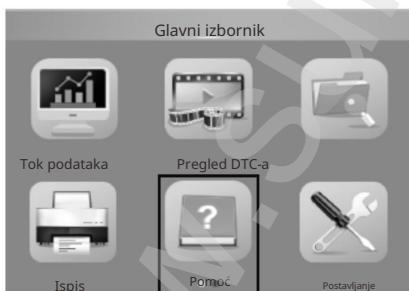 Glavni izbornik
Tok podataka
Pregled DTC-a
Ispis
Pomoć
Postavljanje